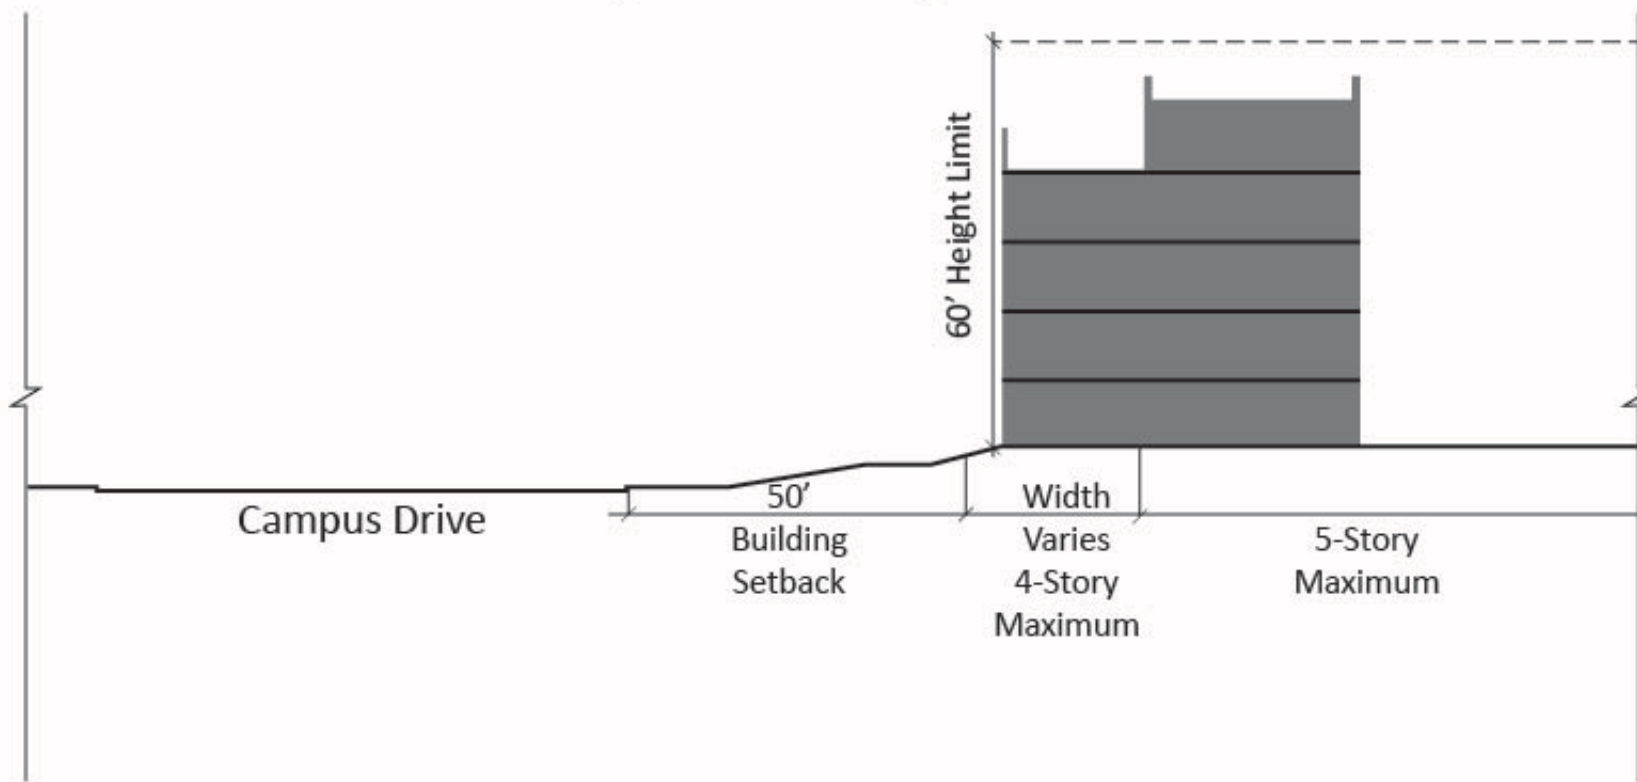 60’ Height Limit
Campus Drive
50’
Building
Setback
Width
Varies
4-Story
Maximum
5-Story
Maximum